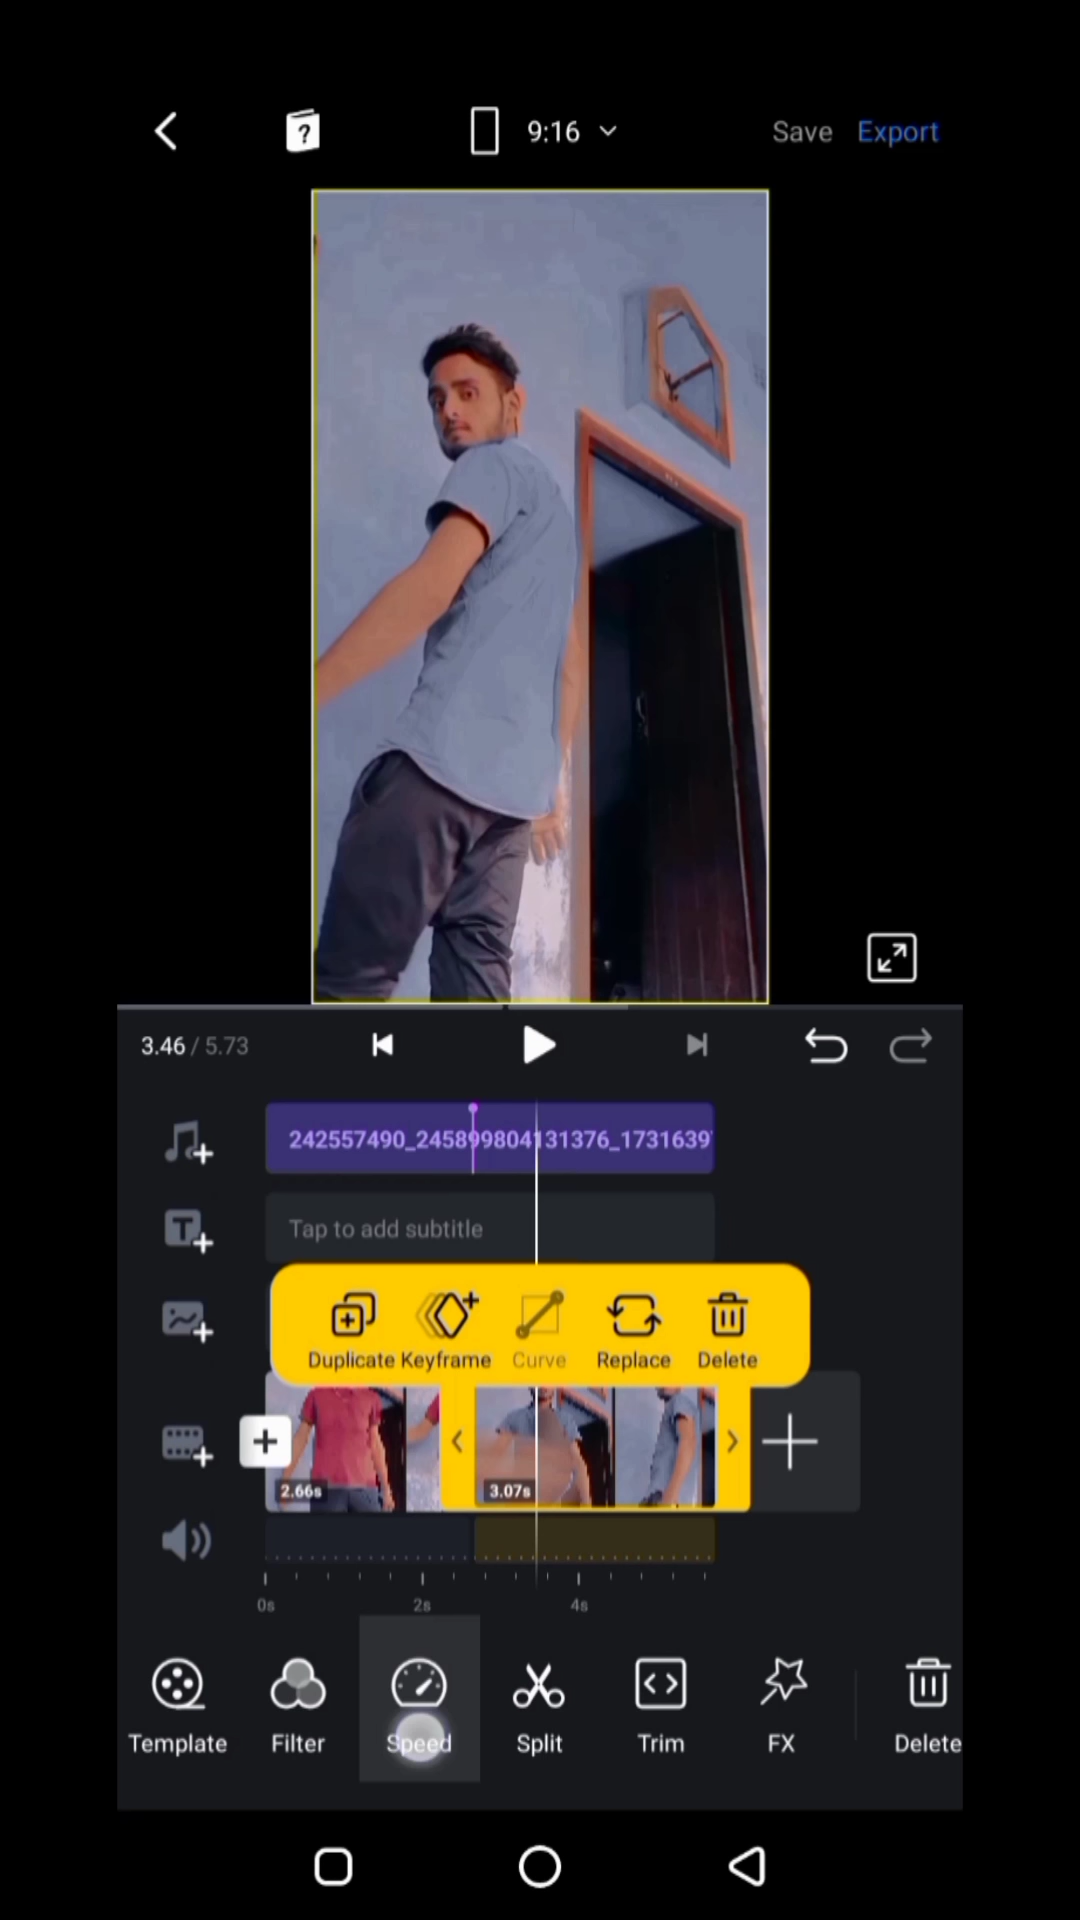 ?
9:16
Save
Export
3.46 / 5.73
242557490_245899804131376_1731639
Tap to add subtitle
Duplicate
Keyframe
Curve
Replace
Delete
2.66s
3.07s
0s
2s
4s
Template
Filter
Speed
Split
Trim
FX
Delete